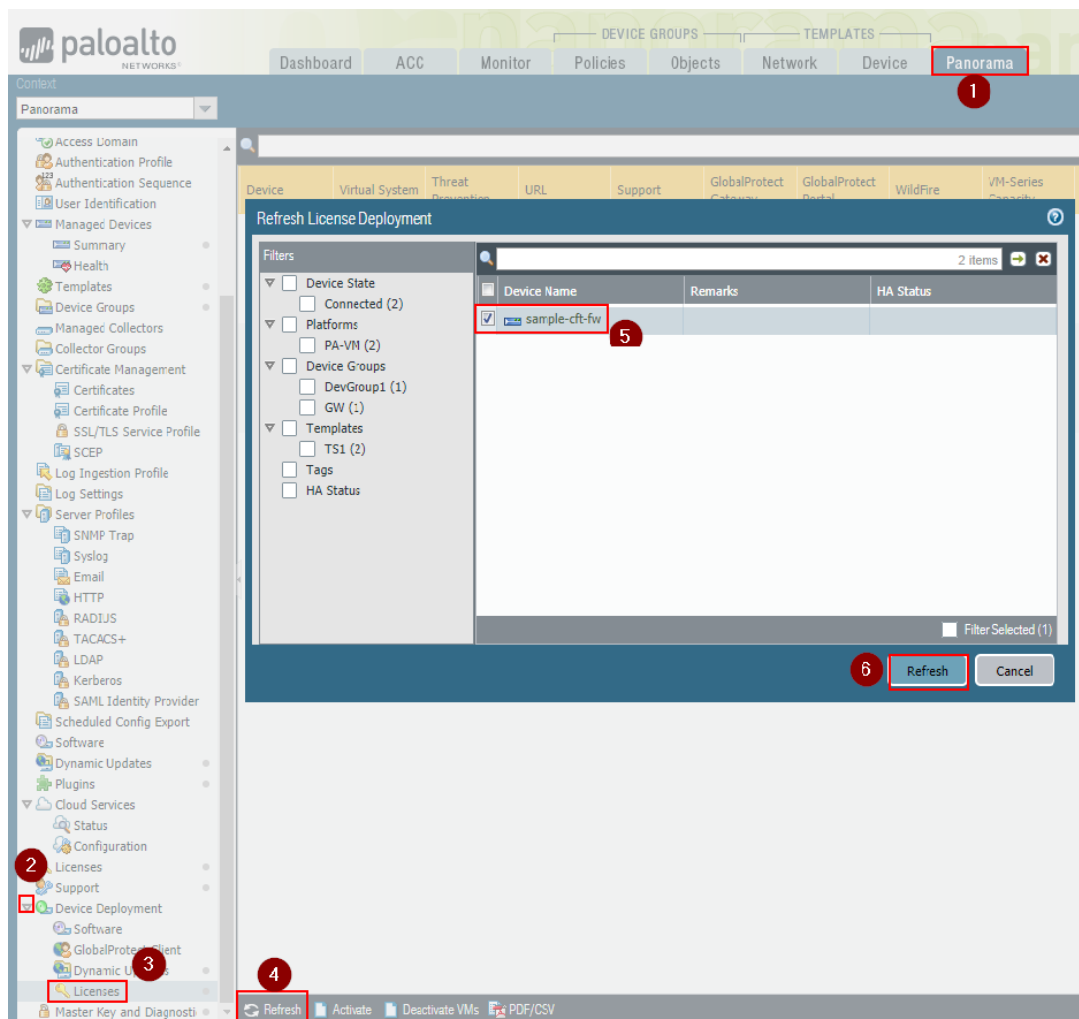 DEVICE GROUPS TEMPLATES
paloalto
NETWORKS
Dashboard ACC Monitor Policies Objects Network Device Panorama
1
Context
Panorama
Access Domain
Authentication Profile
Authentication Sequence
User Identification
Managed Devices
Summary
Health
Templates
Device Groups
Managed Collectors
Collector Groups
Certificate Management
Certificates
Certificate Profile
SSL/TLS Service Profile
SCEP
Log Ingestion Profile
Log Settings
Server Profiles
SNMP Trap
Syslog
Email
HTTP
RADIUS
TACACS+
LDAP
Kerberos
SAML Identity Provider
Scheduled Config Export
Software
Dynamic Updates
Plugins
Cloud Services
Status
Configuration
2
Licenses
Support
Device Deployment
Software
GlobalProtect Client
3
Dynamic Updates
Licenses
Master Key and Diagnosti
Device Virtual System Threat Prevention URL Support GlobalProtect Gateway GlobalProtect Portal WildFire VM-Series Capacity
Refresh License Deployment
Filters
Device State
Connected (2)
Platforms
PA-VM (2)
Device Groups
DevGroup1 (1)
GW (1)
Templates
TS1 (2)
Tags
HA Status
2 items
Device Name Remarks HA Status
sample-cft-fw
5
Filter Selected (1)
6 Refresh Cancel
4
Refresh Activate Deactivate VMs PDF/CSV